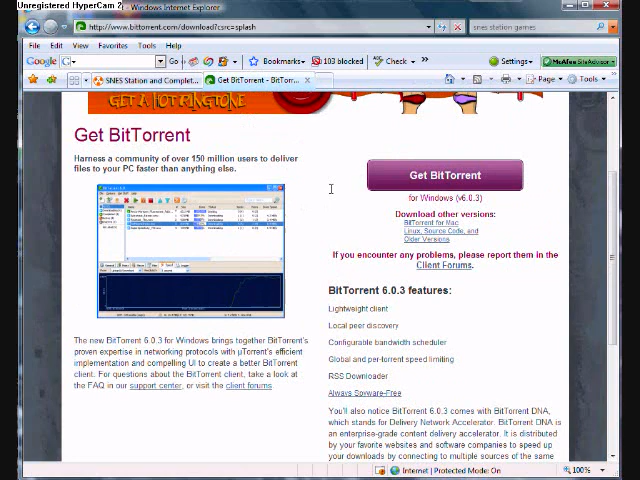 Unregistered HyperCam 2
Windows Internet Explorer
http://www.bittorrent.com/download?csrc=splash
snes station games
File Edit View Favorites Tools Help
Google Go Bookmarks 103 blocked Check Settings McAfee SiteAdvisor
SNES Station and Complet... Get BitTorrent - BitTorr... Page Tools
GET A HOT RINGTONE
Get BitTorrent
Harness a community of over 150 million users to deliver
files to your PC faster than anything else.
Get BitTorrent
for Windows (v6.0.3)
Download other versions:
BitTorrent for Mac
Linux, Source Code, and
Older Versions
If you encounter any problems, please report them in the
Client Forums.
The new BitTorrent 6.0.3 for Windows brings together BitTorrent's
proven expertise in networking protocols with µTorrent's efficient
implementation and compelling UI to create a better BitTorrent
client. For questions about the BitTorrent client, take a look at
the FAQ in our support center, or visit the client forums.
BitTorrent 6.0.3 features:
Lightweight client
Local peer discovery
Configurable bandwidth scheduler
Global and per-torrent speed limiting
RSS Downloader
Always Spyware-Free
You'll also notice BitTorrent 6.0.3 comes with BitTorrent DNA,
which stands for Delivery Network Accelerator. BitTorrent DNA is
an enterprise-grade content delivery accelerator. It is distributed
by your favorite websites and software companies to speed up
your downloads by connecting to multiple sources of the same
Internet | Protected Mode: On
100%